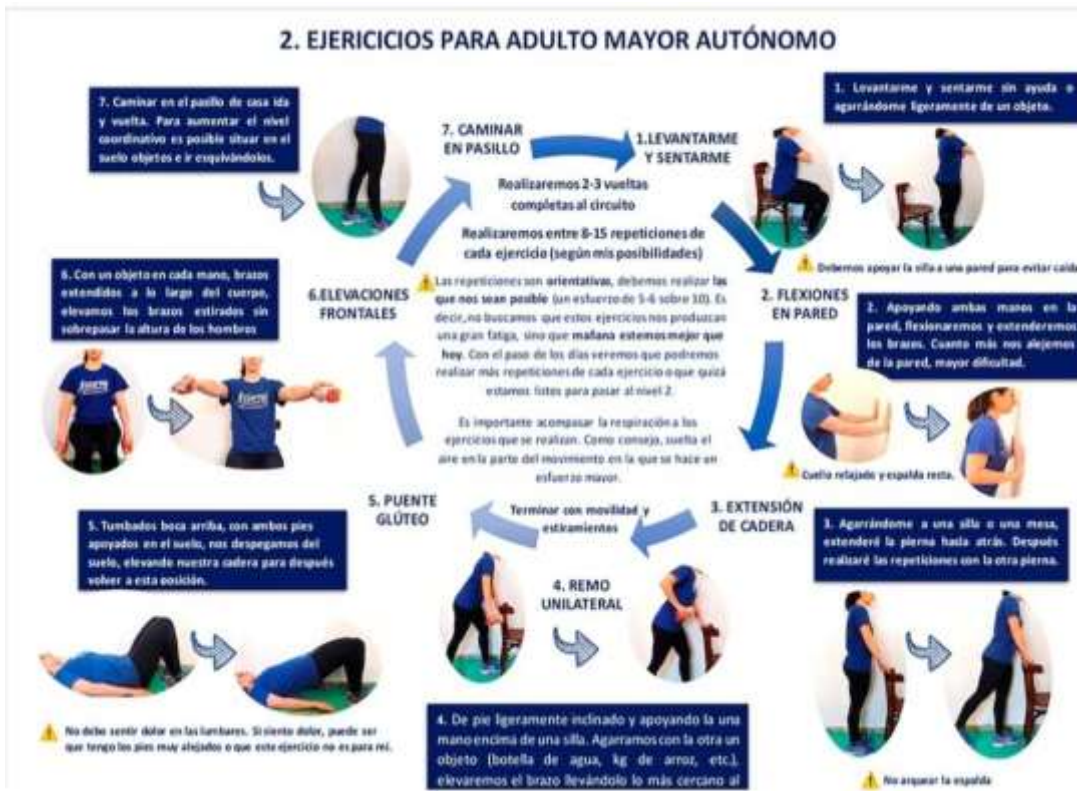 2. EJERICICIOS PARA ADULTO MAYOR AUTÓNOMO
7. Caminar en el pasillo de casa ida
y vuelta. Para aumentar el nivel
coordinativo es posible situar en el
suelo objetos e ir esquivándolos.
7. CAMINAR
EN PASILLO
1.LEVANTARME
Y SENTARME
1. Levantarme y sentarme sin ayuda o
agarrándome ligeramente de un objeto.
Realizaremos 2-3 vueltas
completas al circuito
Realizaremos entre 8-15 repeticiones de
cada ejercicio (según mis posibilidades)
Debemos apoyar la silla a una pared para evitar caída
6. Con un objeto en cada mano, brazos
extendidos a lo largo del cuerpo,
elevamos los brazos estirados sin
sobrepasar la altura de los hombros
6.ELEVACIONES
FRONTALES
Las repeticiones son orientativas, debemos realizar las
que nos sean posible (un esfuerzo de 5-6 sobre 10). Es
decir, no buscamos que estos ejercicios nos produzcan
una gran fatiga, sino que mañana estemos mejor que
hoy. Con el paso de los días veremos que podremos
realizar más repeticiones de cada ejercicio o que quizá
estamos listos para pasar al nivel 2.
Es importante acompasar la respiración a los
ejercicios que se realizan. Como consejo, suelta el
aire en la parte del movimiento en la que se hace un
esfuerzo mayor.
2. FLEXIONES
EN PARED
2. Apoyando ambas manos en la
pared, flexionaremos y extenderemos
los brazos. Cuanto más nos alejemos
de la pared, mayor dificultad.
Cuello relajado y espalda recta.
5. PUENTE
GLÚTEO
Terminar con movilidad y
estiramientos
3. EXTENSIÓN
DE CADERA
5. Tumbados boca arriba, con ambos pies
apoyados en el suelo, nos despegamos del
suelo, elevando nuestra cadera para después
volver a esta posición.
3. Agarrándome a una silla o una mesa,
extenderé la pierna hasta atrás. Después
realizaré las repeticiones con la otra pierna.
4. REMO
UNILATERAL
No debe sentir dolor en las lumbares. Si siento dolor, puede ser
que tengo los pies muy alejados o que este ejercicio no es para mí.
4. De pie ligeramente inclinado y apoyando la una
mano encima de una silla. Agarramos con la otra un
objeto (botella de agua, kg de arroz, etc.),
elevaremos el brazo llevándolo lo más cercano al
No arquear la espalda